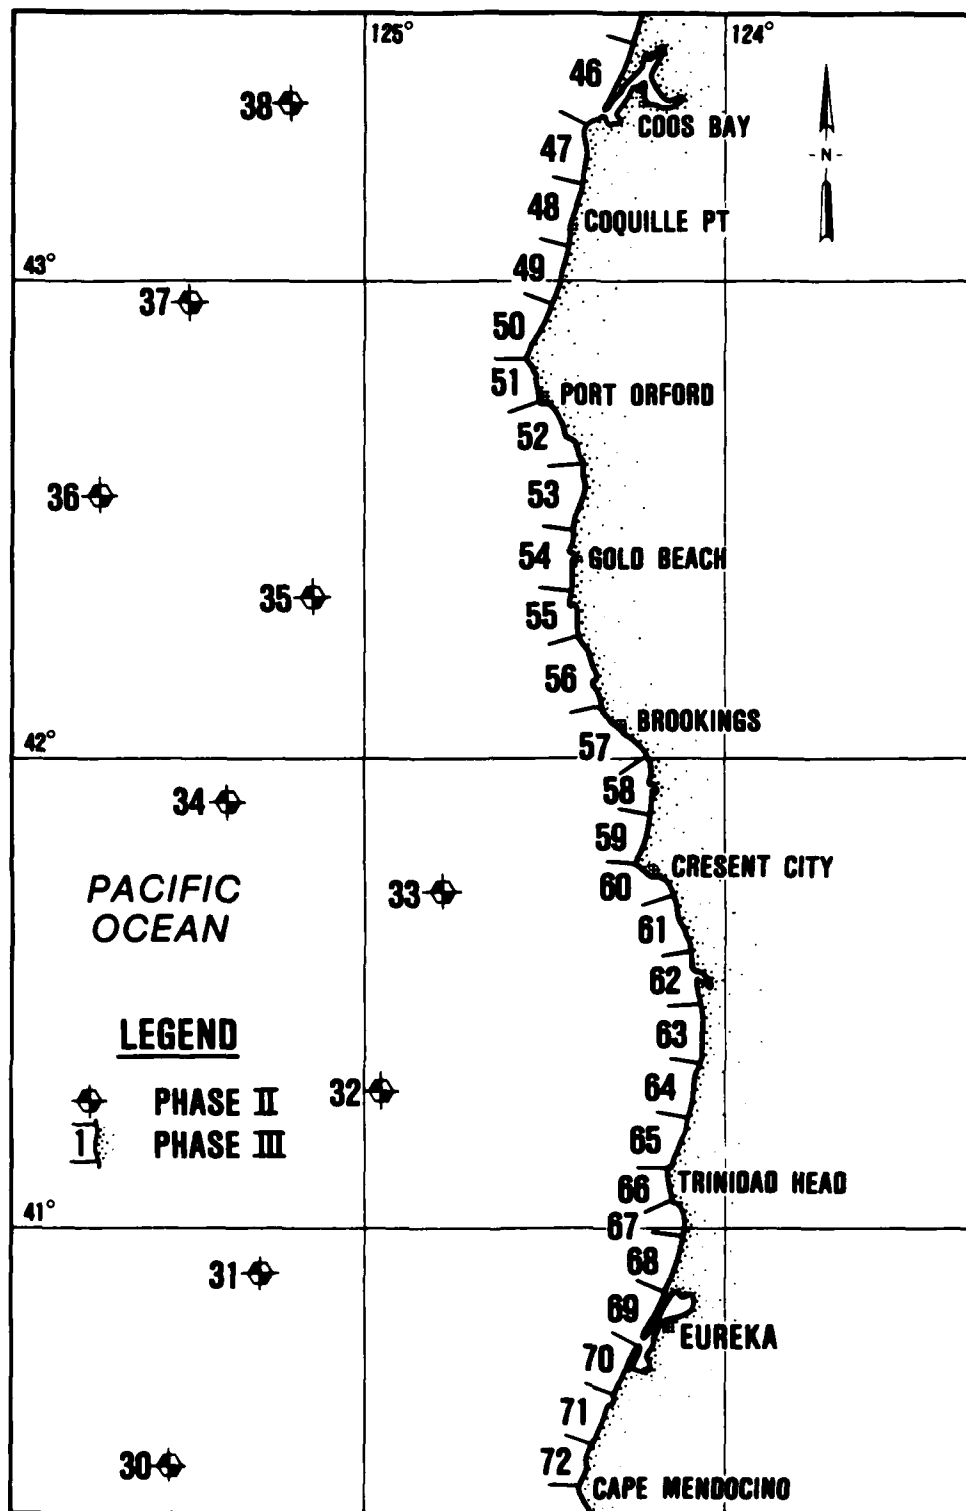 125°
124°
46
38
COOS BAY
- N -
47
48
COQUILLE PT
43°
49
37
50
51
PORT ORFORD
52
36
53
54
GOLD BEACH
35
55
56
BROOKINGS
42°
57
34
58
59
CRESENT CITY
PACIFIC
OCEAN
33
60
61
62
LEGEND
63
32
64
PHASE II
1
PHASE III
65
66
TRINIDAD HEAD
41°
67
31
68
69
EUREKA
70
71
30
72
CAPE MENDOCINO